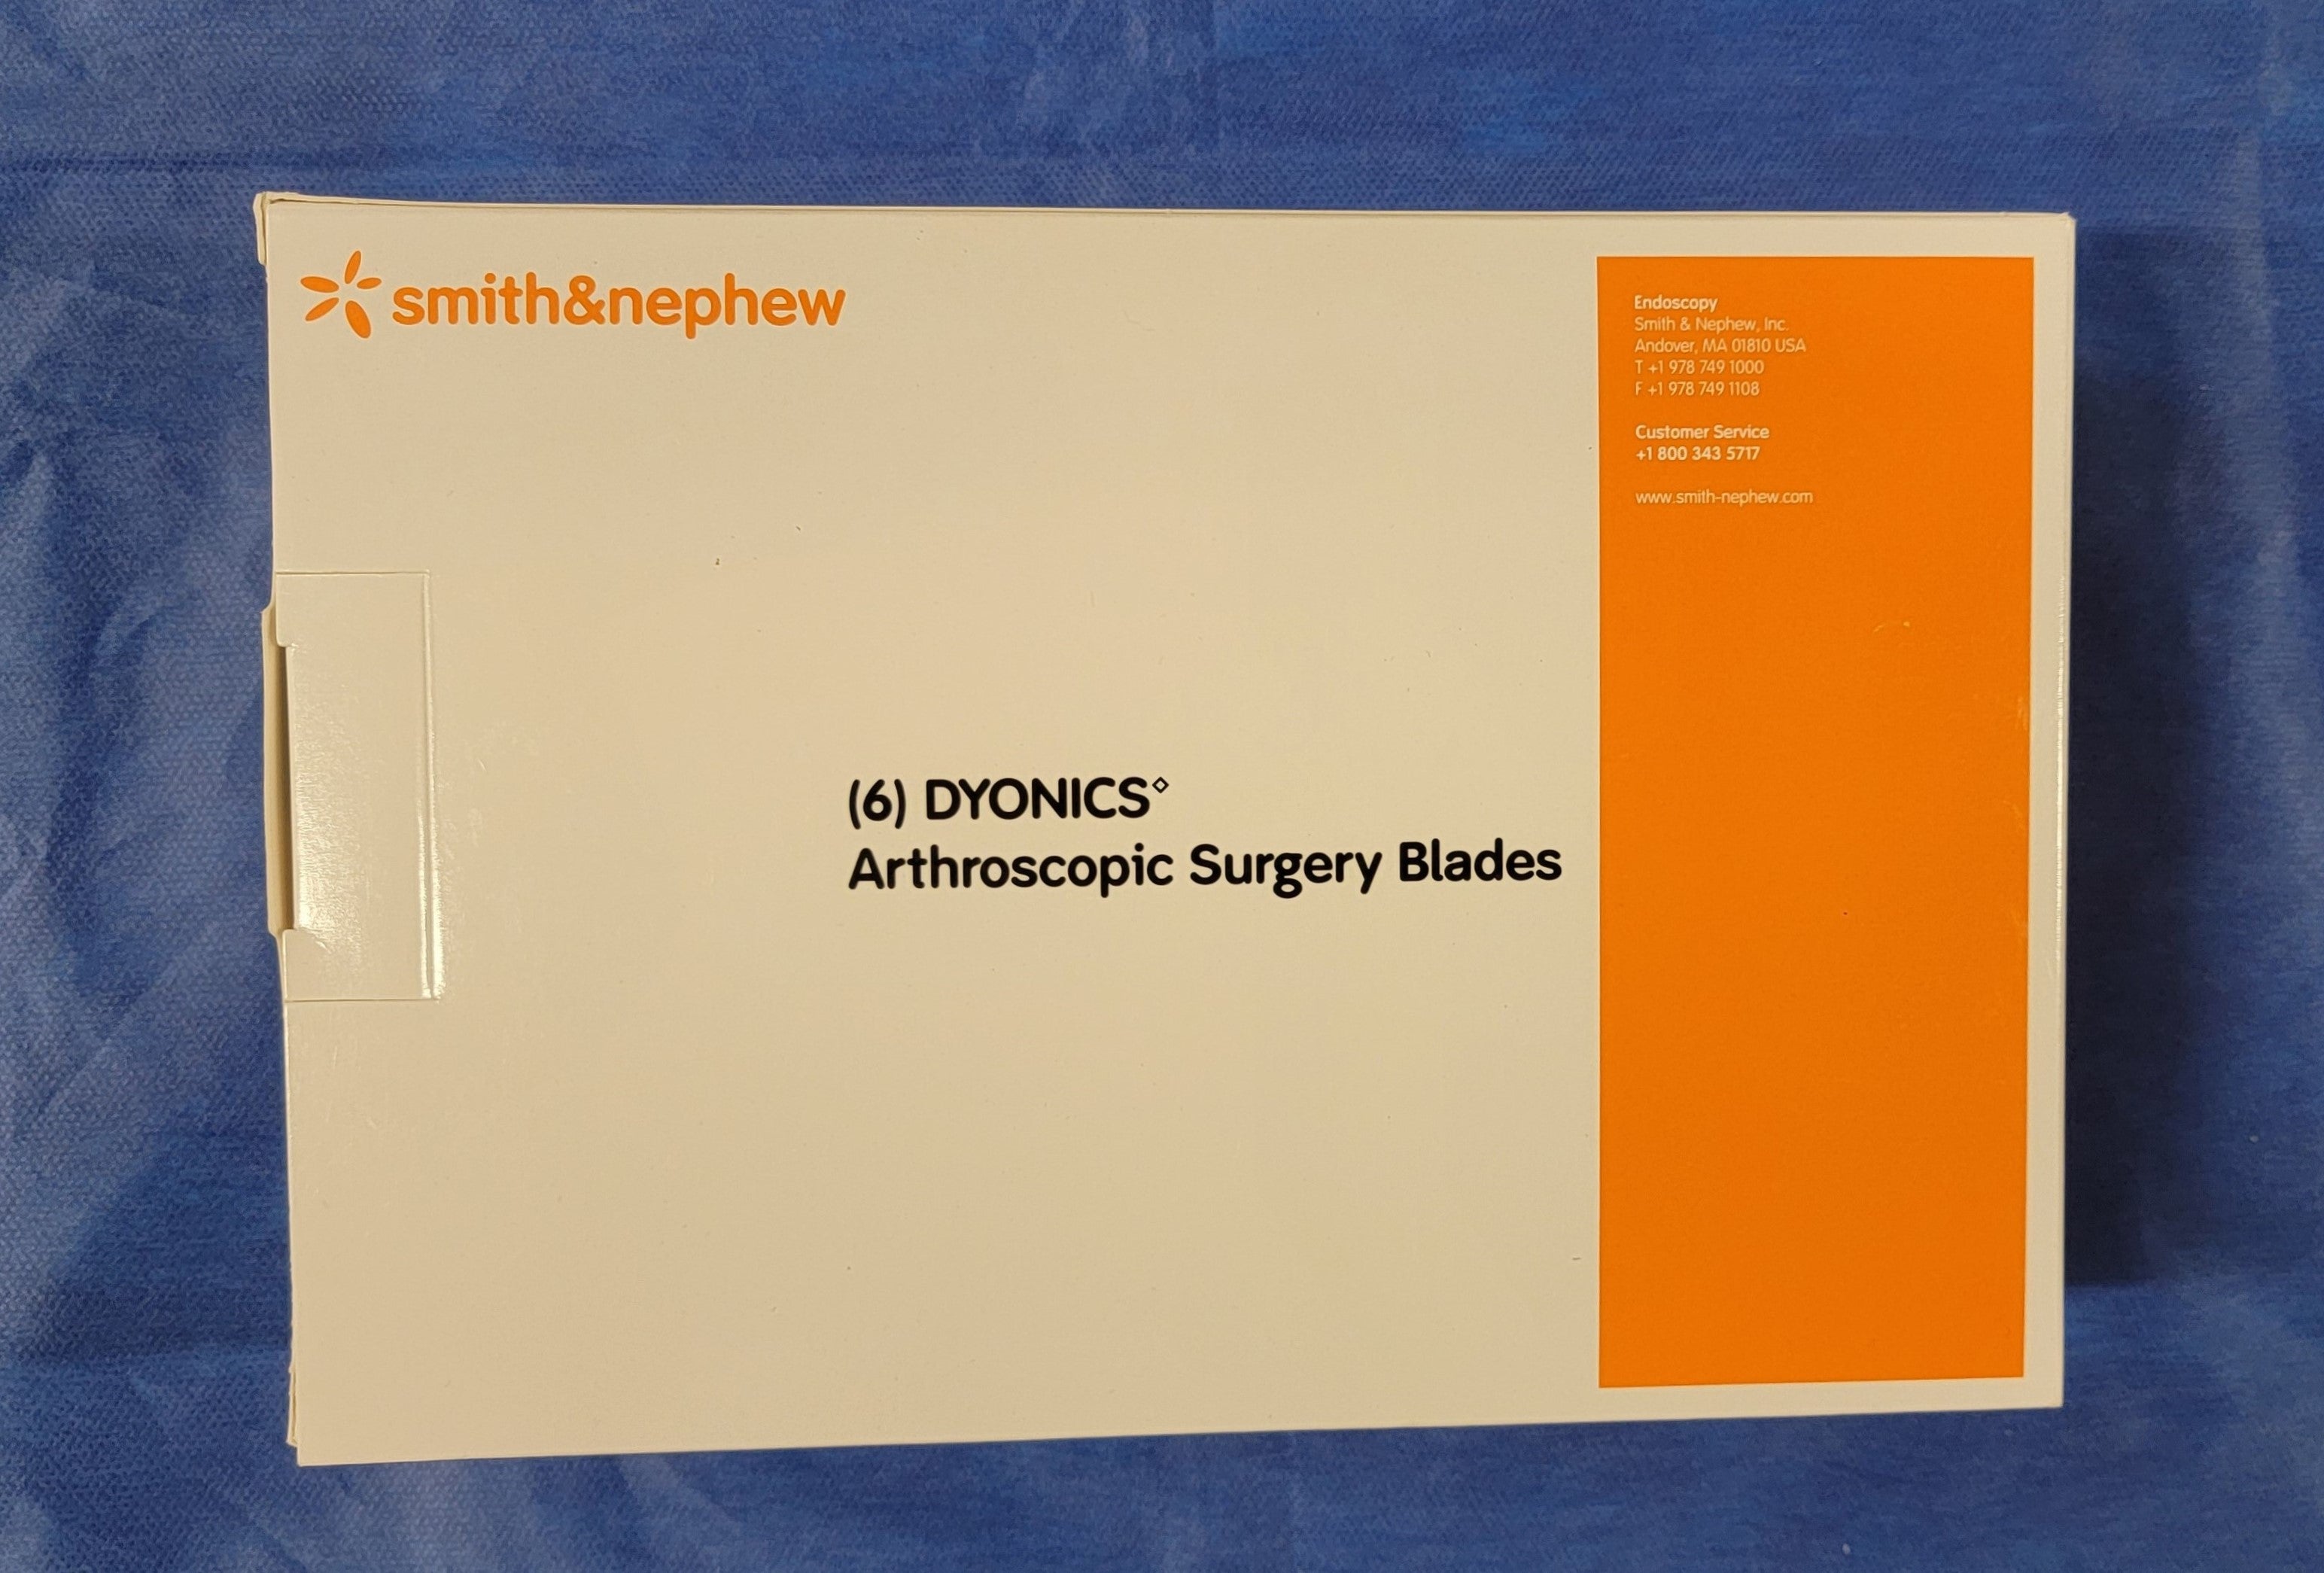 smith&nephew
Endoscopy
Smith & Nephew, Inc.
Andover, MA 01810 USA
T +1 978 749 1000
F +1 978 749 1108
Customer Service
+1 800 343 5717
www.smith-nephew.com
(6) DYONICS◇
Arthroscopic Surgery Blades